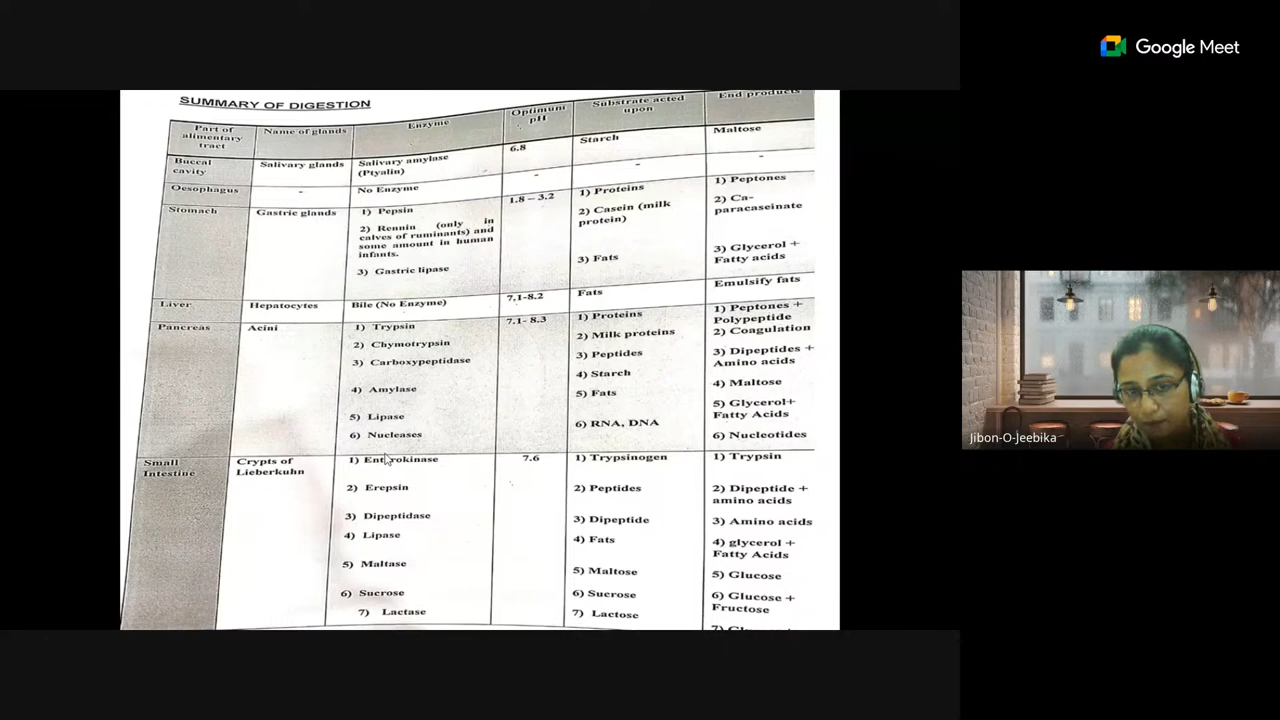 Google Meet
SUMMARY OF DIGESTION
Part of alimentary tract	Name of glands	Enzyme	Optimum pH	Substrate acted upon	End products
Buccal cavity	Salivary glands	Salivary amylase (Ptyalin)	6.8	Starch	Maltose
Oesophagus	-	No Enzyme	-	-	-
Stomach	Gastric glands	1) Pepsin	1.8 – 3.2	1) Proteins	1) Peptones
2) Rennin (only in calves of ruminants) and some amount in human infants.	2) Casein (milk protein)	2) Ca-paracaseinate
3) Gastric lipase	3) Fats	3) Glycerol + Fatty acids
Liver	Hepatocytes	Bile (No Enzyme)	7.1-8.2	Fats	Emulsify fats
Pancreas	Acini	1) Trypsin	7.1- 8.3	1) Proteins	1) Peptones + Polypeptide
2) Chymotrypsin	2) Milk proteins	2) Coagulation
3) Carboxypeptidase	3) Peptides	3) Dipeptides + Amino acids
4) Amylase	4) Starch	4) Maltose
5) Lipase	5) Fats	5) Glycerol+ Fatty Acids
6) Nucleases	6) RNA, DNA	6) Nucleotides
Small Intestine	Crypts of Lieberkuhn	1) Enterokinase	7.6	1) Trypsinogen	1) Trypsin
2) Erepsin	2) Peptides	2) Dipeptide + amino acids
3) Dipeptidase	3) Dipeptide	3) Amino acids
4) Lipase	4) Fats	4) glycerol + Fatty Acids
5) Maltase	5) Maltose	5) Glucose
6) Sucrose	6) Sucrose	6) Glucose + Fructose
7) Lactase	7) Lactose
Jibon-O-Jeebika